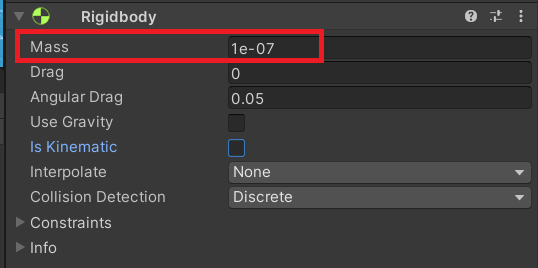 Rigidbody
Mass 1e-07
Drag 0
Angular Drag 0.05
Use Gravity
Is Kinematic
Interpolate None
Collision Detection Discrete
Constraints
Info